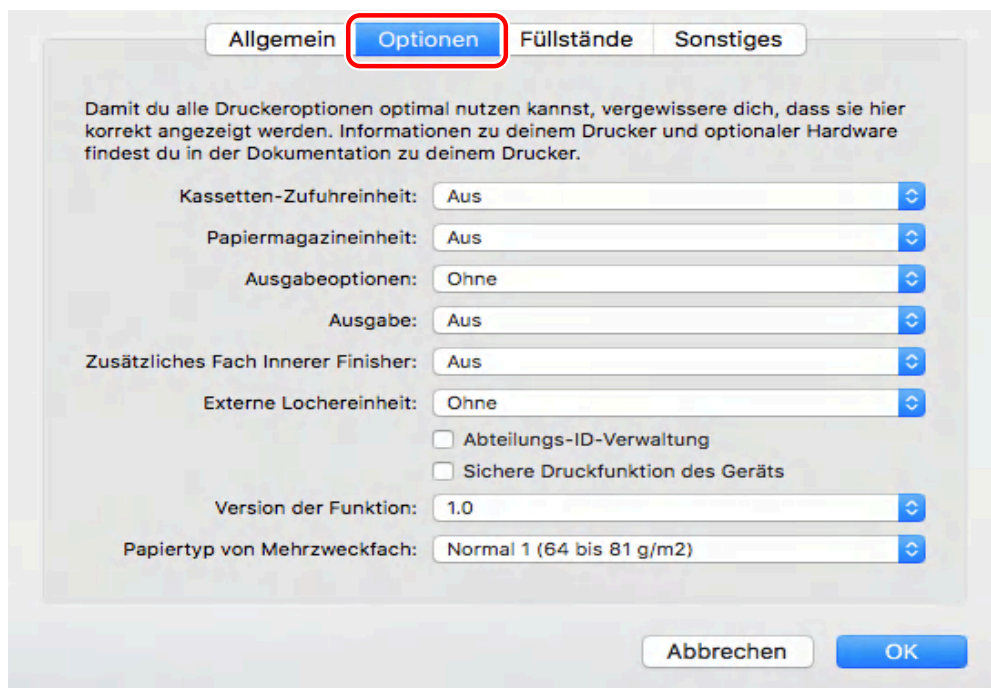 Allgemein Optionen Füllstände Sonstiges
Damit du alle Druckeroptionen optimal nutzen kannst, vergewissere dich, dass sie hier
korrekt angezeigt werden. Informationen zu deinem Drucker und optionaler Hardware
findest du in der Dokumentation zu deinem Drucker.
Kassetten-Zufuhreinheit: Aus
Papiermagazineinheit: Aus
Ausgabeoptionen: Ohne
Ausgabe: Aus
Zusätzliches Fach Innerer Finisher: Aus
Externe Lochereinheit: Ohne
Abteilungs-ID-Verwaltung
Sichere Druckfunktion des Geräts
Version der Funktion: 1.0
Papiertyp von Mehrzweckfach: Normal 1 (64 bis 81 g/m2)
Abbrechen OK